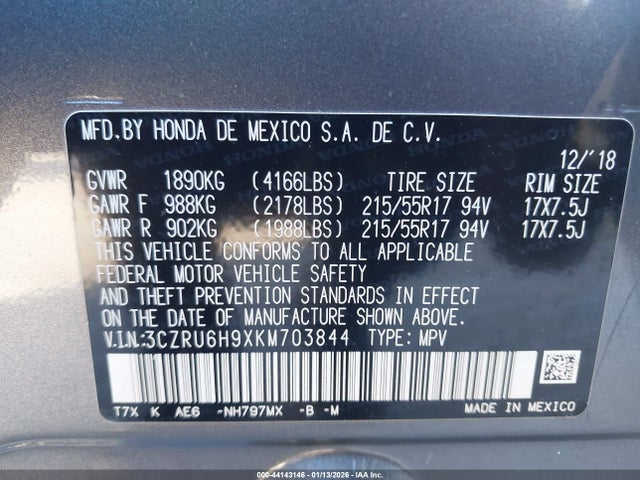 MFD.BY HONDA DE MEXICO S.A. DE C.V.
12/'18
GVWR 1890KG (4166LBS) TIRE SIZE RIM SIZE
GAWR F 988KG (2178LBS) 215/55R17 94V 17X7.5J
GAWR R 902KG (1988LBS) 215/55R17 94V 17X7.5J
THIS VEHICLE CONFORMS TO ALL APPLICABLE
FEDERAL MOTOR VEHICLE SAFETY
AND THEFT PREVENTION STANDARDS IN EFFECT
ON THE DATE OF MANUFACTURE SHOWN ABOVE.
V.I.N.:3CZRU6H9XKM703844 TYPE: MPV
T7X K AE6 -NH797MX -B -M MADE IN MEXICO
000-44143146 - 01/13/2026 - IAA Inc.